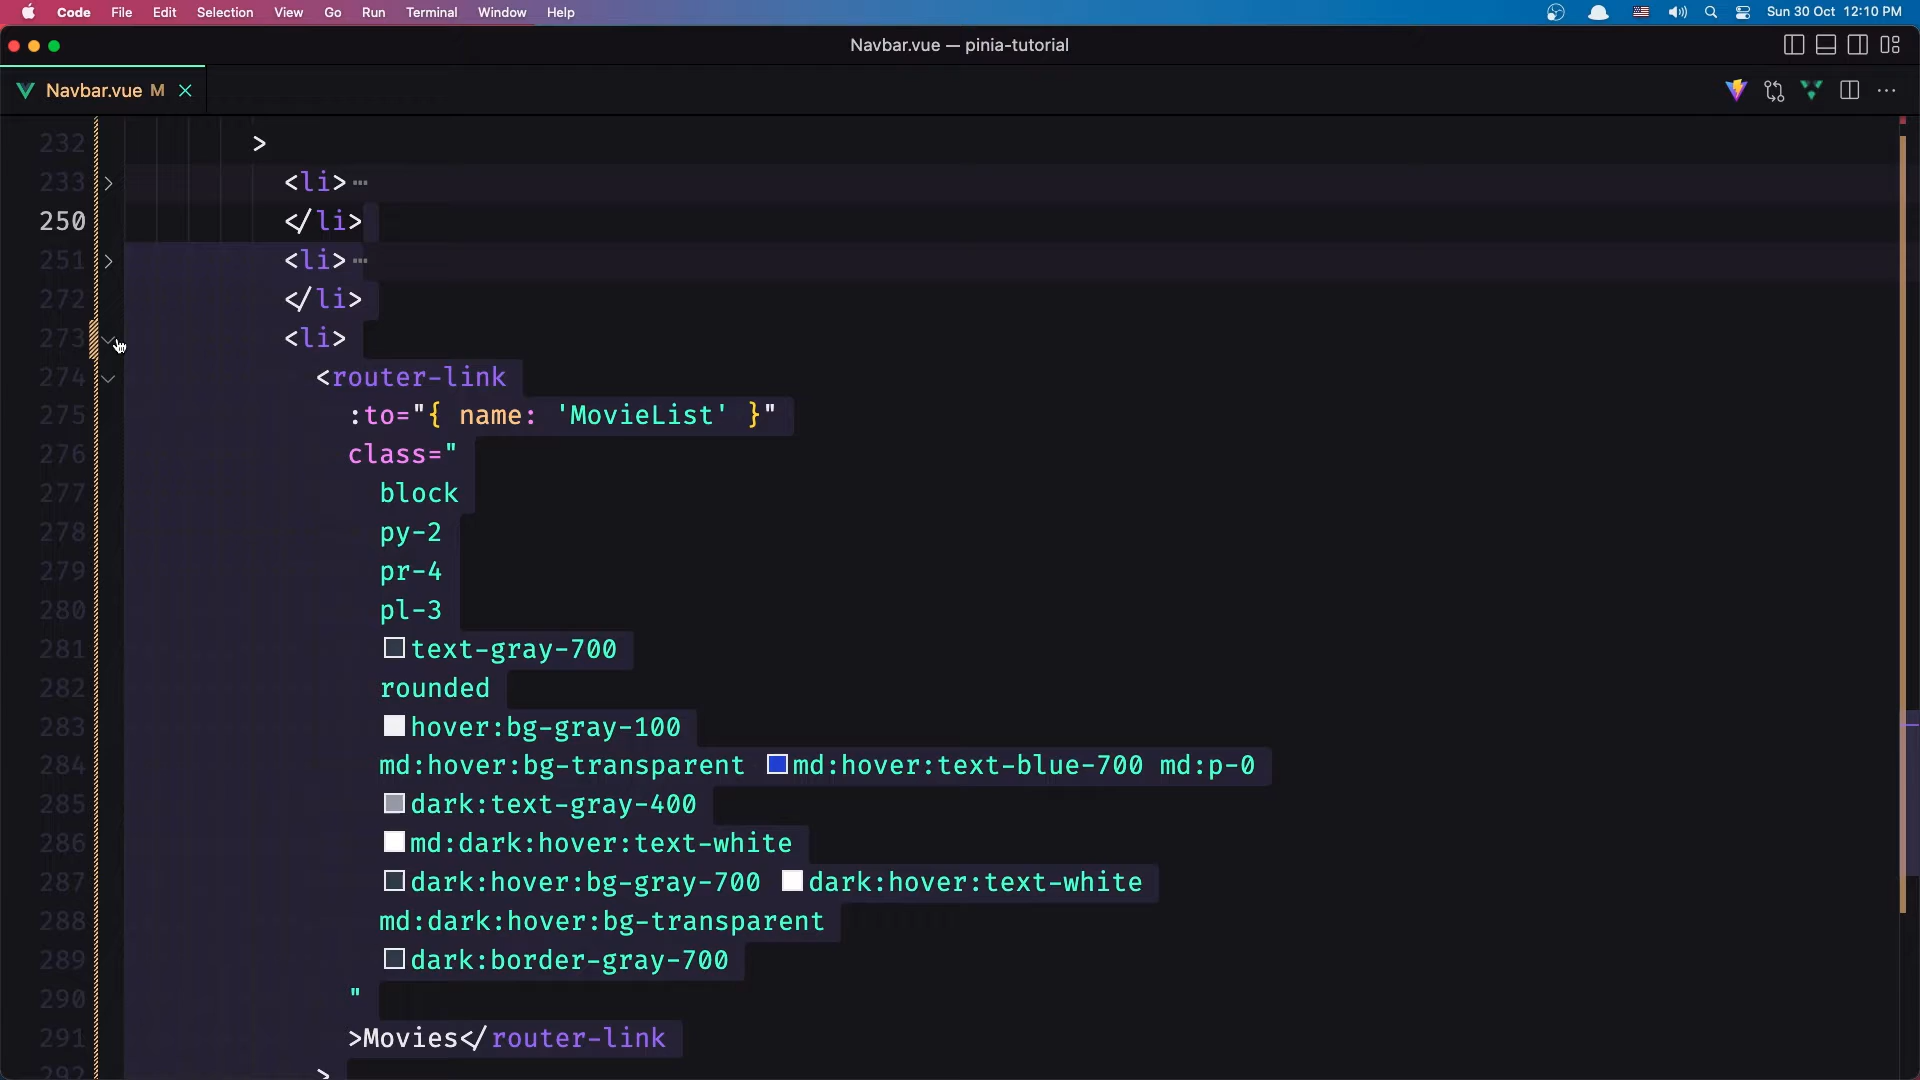 Code File Edit Selection View Go Run Terminal Window Help Sun 30 Oct 12:10 PM
Navbar.vue — pinia-tutorial
Navbar.vue M
232 >
233 <li>…
250 </li>
251 <li>…
272 </li>
273 <li>
274 <router-link
275 :to="{ name: 'MovieList' }"
276 class="
277 block
278 py-2
279 pr-4
280 pl-3
281 text-gray-700
282 rounded
283 hover:bg-gray-100
284 md:hover:bg-transparent md:hover:text-blue-700 md:p-0
285 dark:text-gray-400
286 md:dark:hover:text-white
287 dark:hover:bg-gray-700 dark:hover:text-white
288 md:dark:hover:bg-transparent
289 dark:border-gray-700
290 "
291 >Movies</router-link
292 >